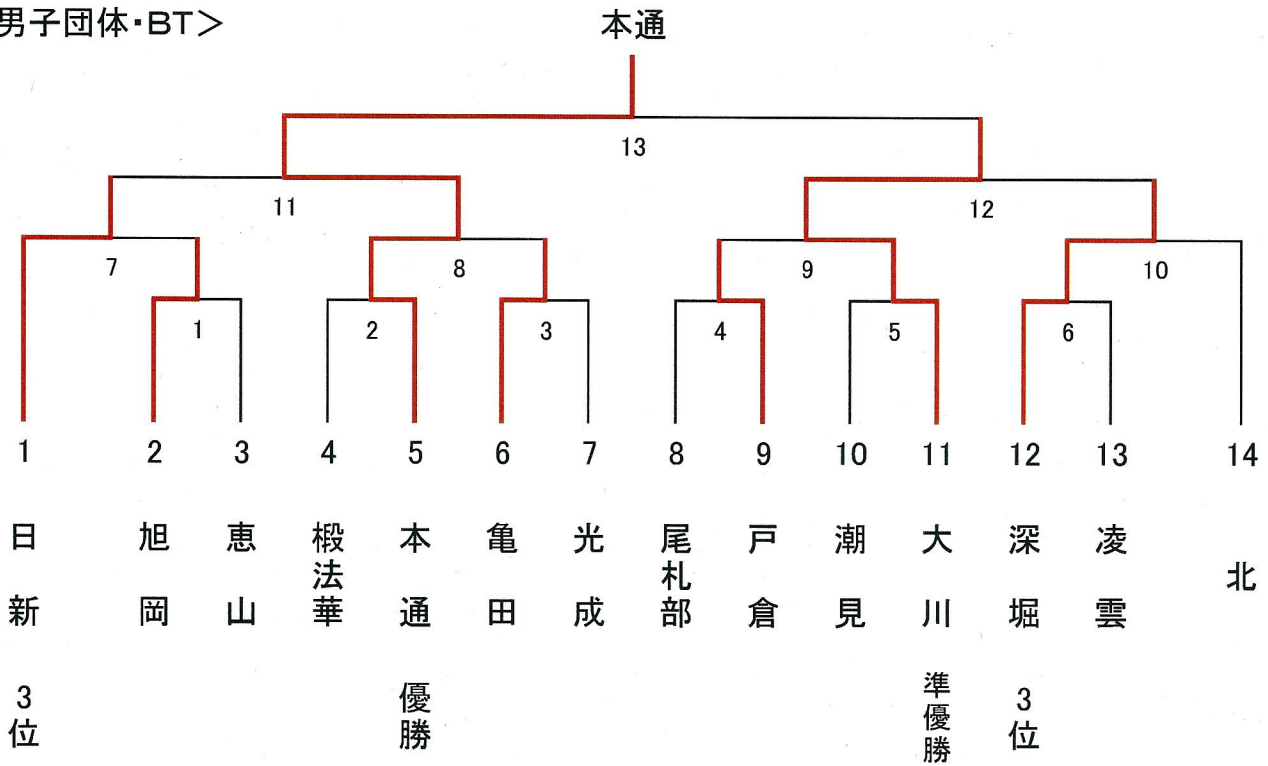 男子団体・BT＞
本通
13
11
12
7
8
9
10
1
2
3
4
5
6
1
2
3
4
5
6
7
8
9
10
11
12
13
14
日新
旭岡
恵山
椴法華
本通
亀田
光成
尾札部
戸倉
潮見
大川
深堀
凌雲
北
3位
優勝
準優勝
3位